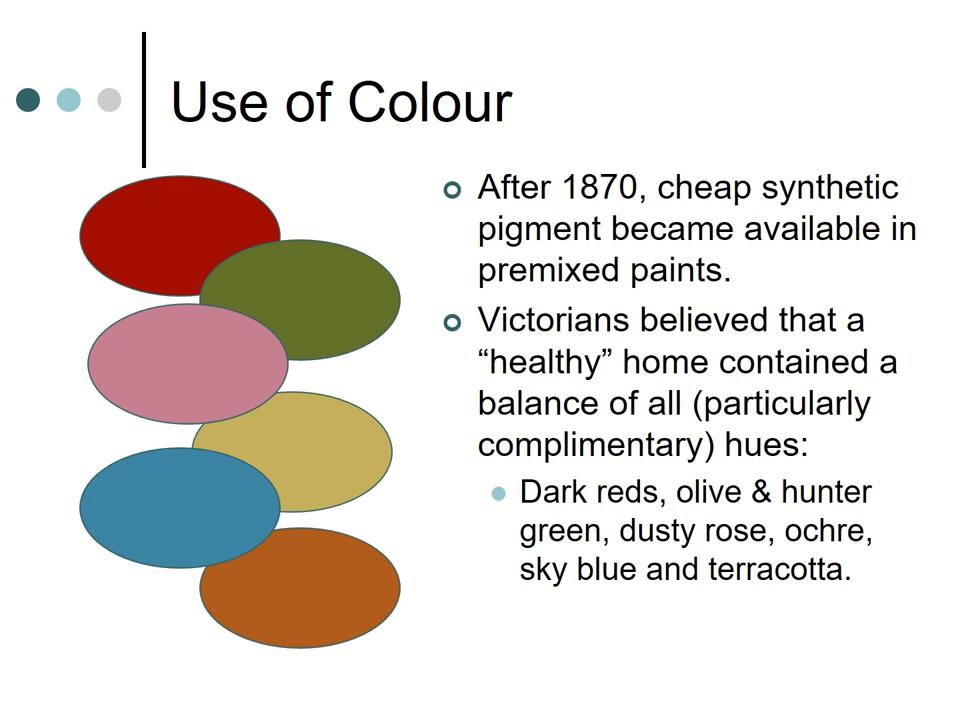 Use of Colour
After 1870, cheap synthetic
pigment became available in
premixed paints.
Victorians believed that a
“healthy” home contained a
balance of all (particularly
complimentary) hues:
Dark reds, olive & hunter
green, dusty rose, ochre,
sky blue and terracotta.